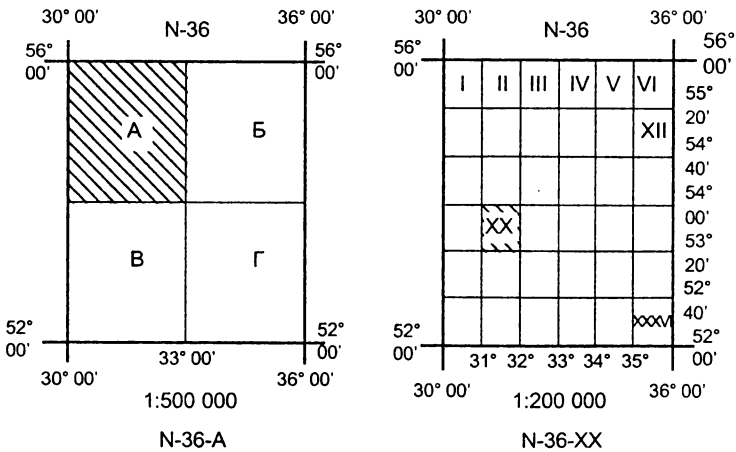 30° 00'
N-36
36° 00'
56°
00'
56°
00'
А
Б
В
Г
52°
00'
52°
00'
30° 00'
33° 00'
36° 00'
1:500 000
N-36-А
30° 00'
N-36
36° 00'
56°
00'
56°
00'
I II III IV V VI
55°
20'
XII
54°
40'
54°
00'
XX
53°
20'
52°
40'
XXXVI
52°
00'
52°
00'
31° 32° 33° 34° 35°
30° 00'
36° 00'
1:200 000
N-36-XX